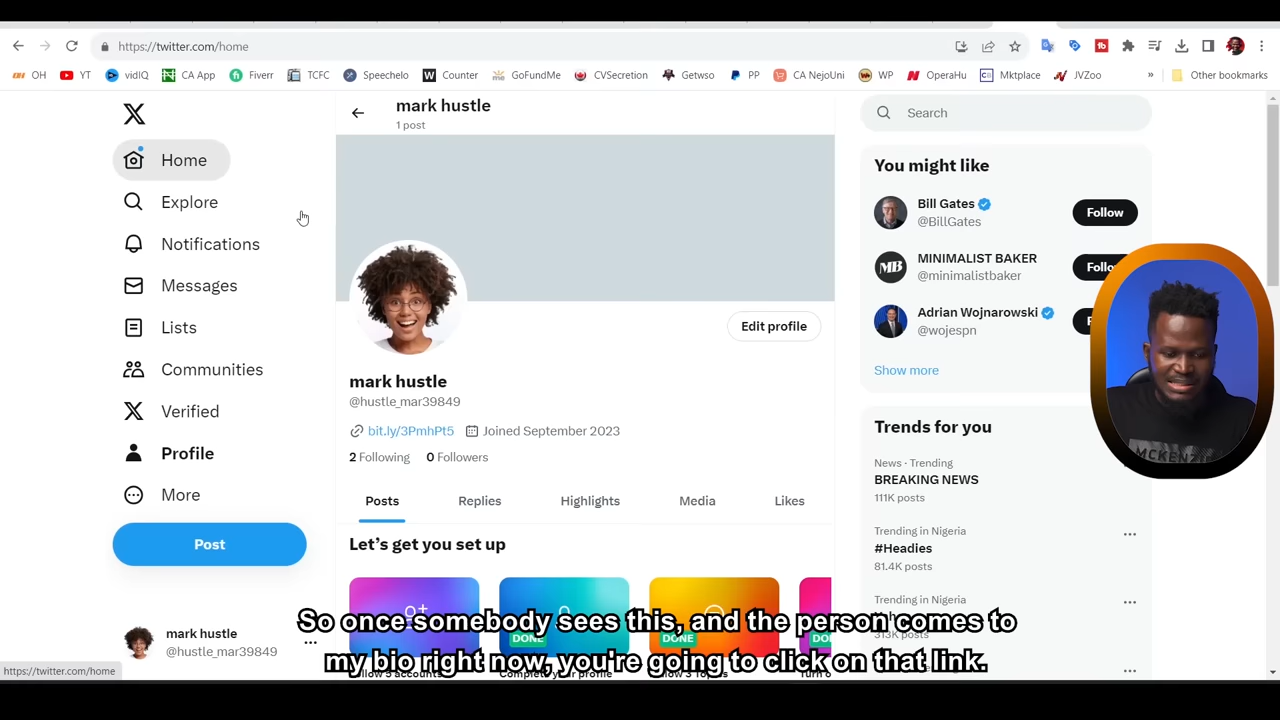 https://twitter.com/home
OH
YT
vidIQ
CA App
Fiverr
TCFC
Speechelo
Counter
GoFundMe
CVSecretion
Getwso
PP
CA NejoUni
WP
OperaHu
Mktplace
JVZoo
»
Other bookmarks
Home
Explore
Notifications
Messages
Lists
Communities
Verified
Profile
More
Post
mark hustle
@hustle_mar39849
mark hustle
1 post
Edit profile
mark hustle
@hustle_mar39849
bit.ly/3PmhPt5 Joined September 2023
2 Following 0 Followers
Posts Replies Highlights Media Likes
Let's get you set up
DONE
DONE
Search
You might like
Bill Gates
@BillGates
Follow
MINIMALIST BAKER
@minimalistbaker
Adrian Wojnarowski
@wojespn
Show more
Trends for you
News · Trending
BREAKING NEWS
111K posts
Trending in Nigeria
#Headies
81.4K posts
Trending in Nigeria
313K posts
MCKENZIE
So once somebody sees this, and the person comes to
my bio right now, you're going to click on that link.
https://twitter.com/home